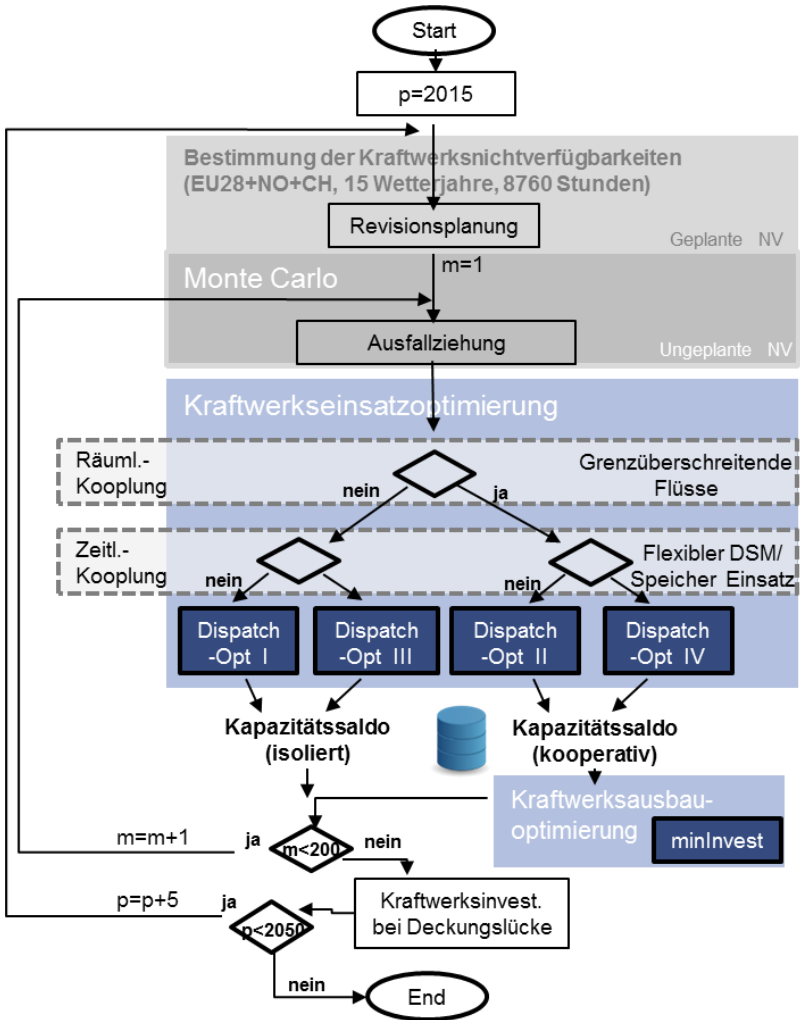 Start
p=2015
Bestimmung der Kraftwerksnichtverfügbarkeiten
(EU28+NO+CH, 15 Wetterjahre, 8760 Stunden)
Revisionsplanung
Geplante NV
m=1
Monte Carlo
Ausfallziehung
Ungeplante NV
Kraftwerkseinsatzoptimierung
Räuml.-
Kooplung
Grenzüberschreitende
Flüsse
nein
ja
Zeitl.-
Kooplung
Flexibler DSM/
Speicher Einsatz
nein
nein
Dispatch
-Opt I
Dispatch
-Opt III
Dispatch
-Opt II
Dispatch
-Opt IV
Kapazitätssaldo
(isoliert)
Kapazitätssaldo
(kooperativ)
Kraftwerksausbau-
optimierung
minInvest
m=m+1
ja
m<200
nein
Kraftwerksinvest.
bei Deckungslücke
p=p+5
ja
p<2050
nein
End